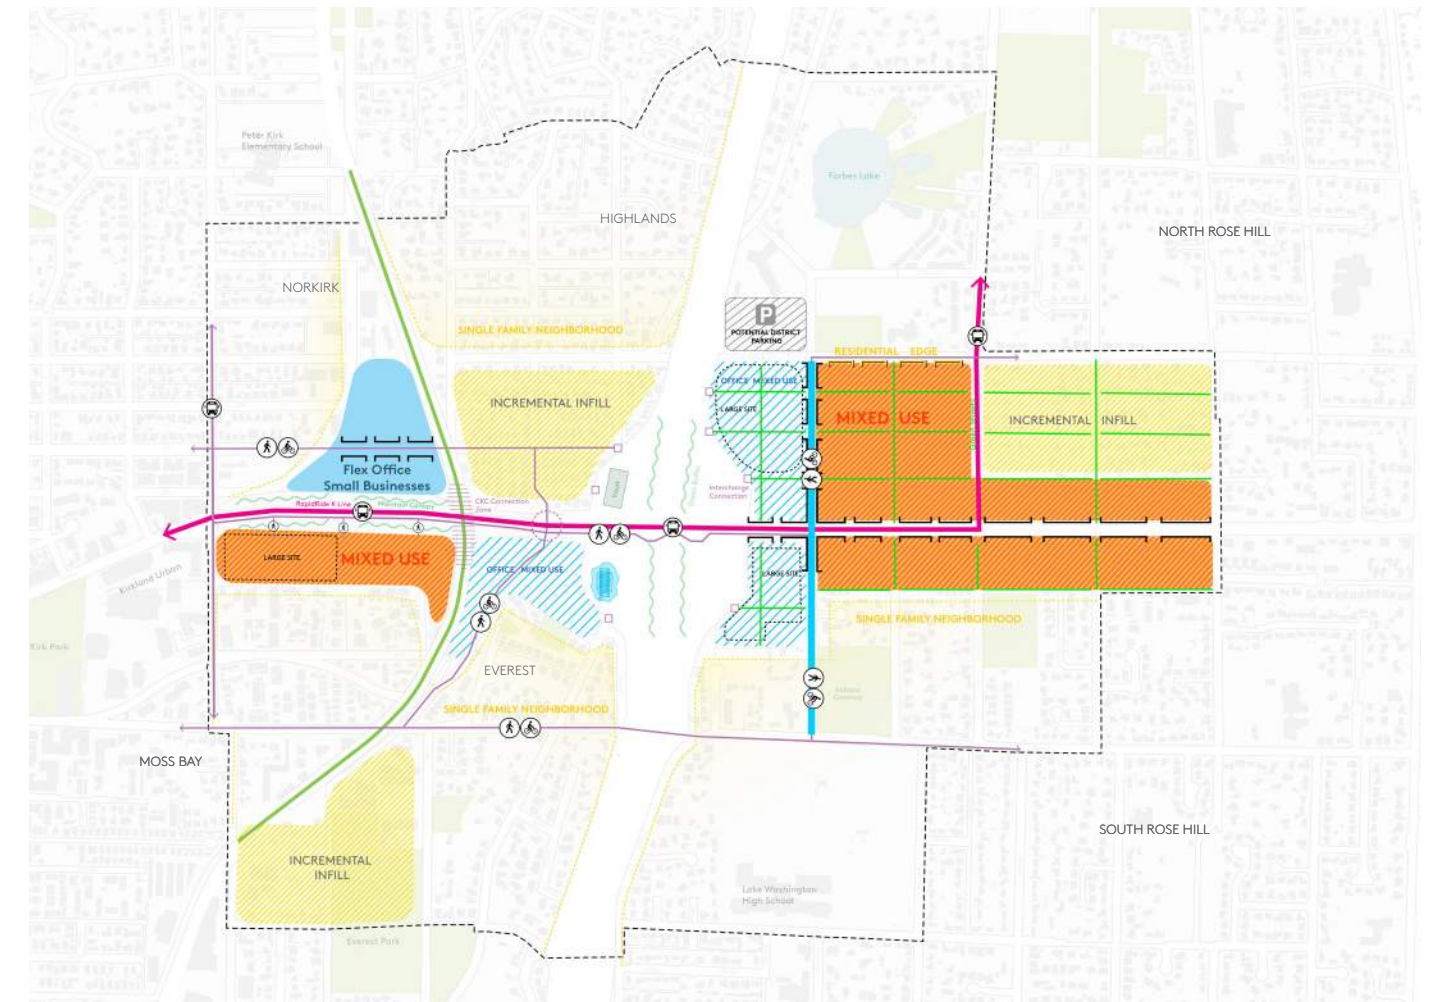 Peter Kirk
Elementary School
HIGHLANDS
Forbes Lake
NORTH ROSE HILL
NORKIRK
SINGLE FAMILY NEIGHBORHOOD
P
POTENTIAL DISTRICT
PARKING
RESIDENTIAL EDGE
OFFICE MIXED USE
LARGE SITE
MIXED USE
INCREMENTAL INFILL
INCREMENTAL INFILL
Flex Office
Small Businesses
Interchange
Connection
RapidRide K Line
CKC Connection
Zone
LARGE SITE
MIXED USE
OFFICE MIXED USE
LARGE SITE
Kirkland Urban
SINGLE FAMILY NEIGHBORHOOD
Kirk Park
EVEREST
SINGLE FAMILY NEIGHBORHOOD
MOSS BAY
SOUTH ROSE HILL
INCREMENTAL
INFILL
Lake Washington
High School
Everest Park